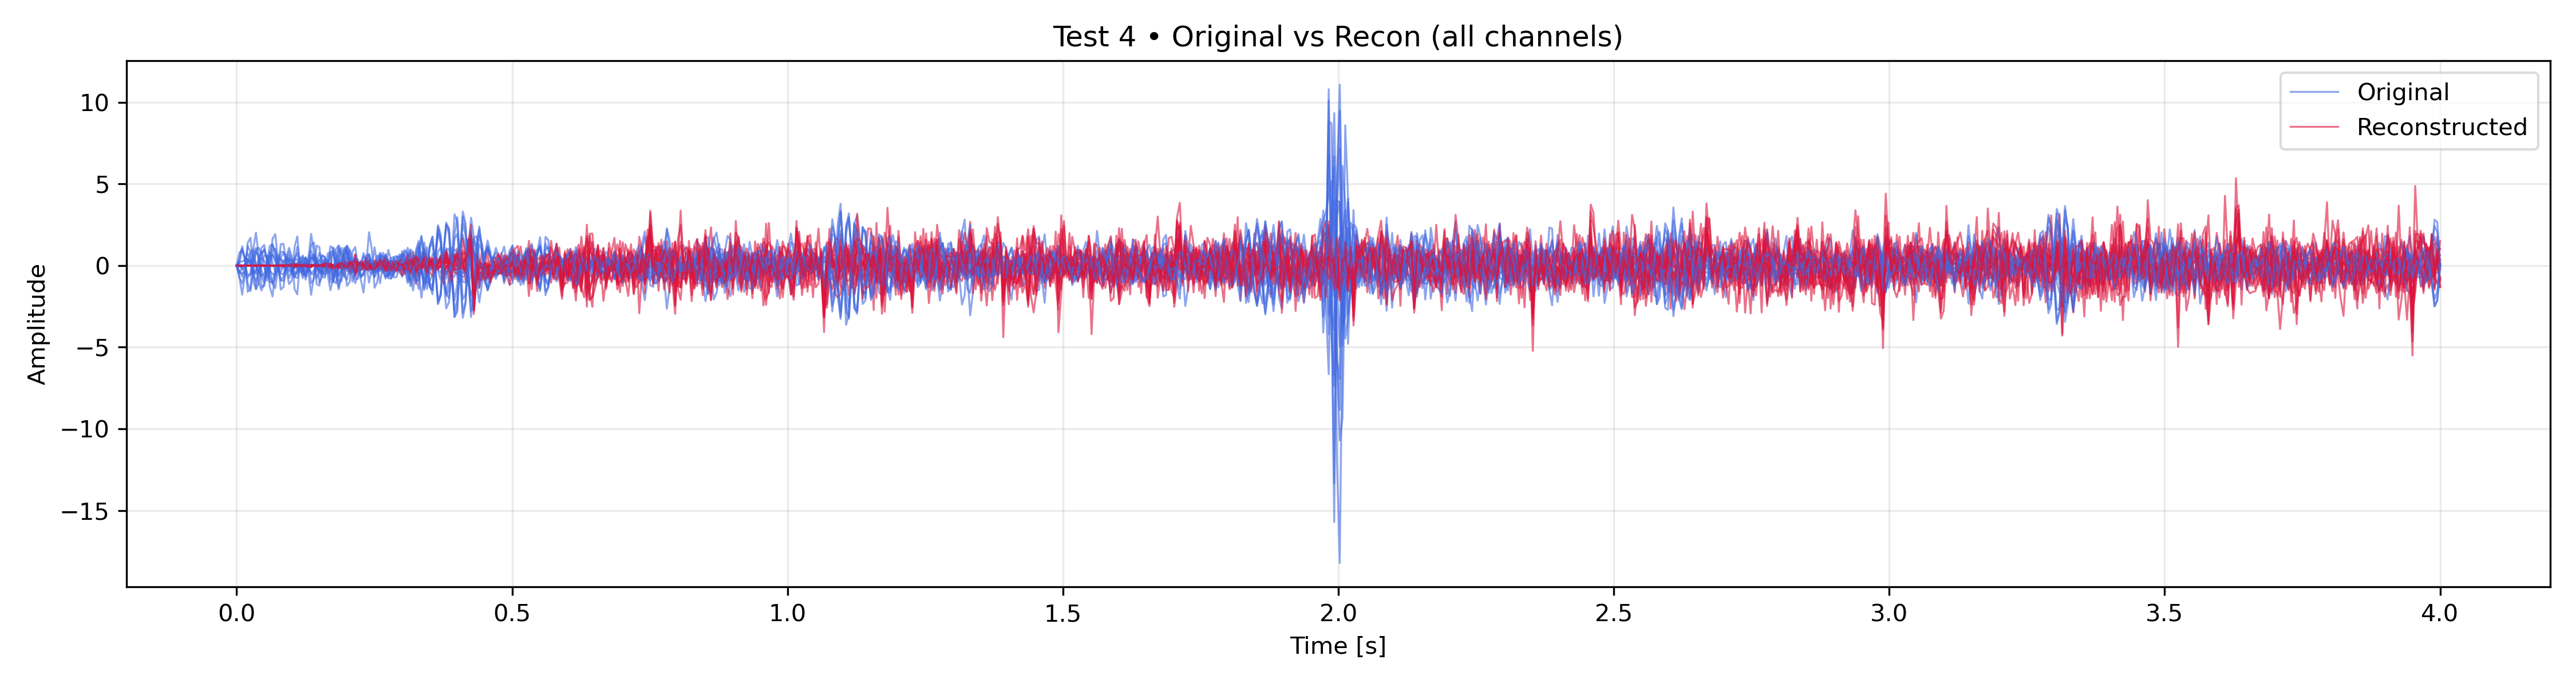 Test 4 • Original vs Recon (all channels)
Original
Reconstructed
Amplitude
10
5
0
−5
−10
−15
0.0 0.5 1.0 1.5 2.0 2.5 3.0 3.5 4.0
Time [s]